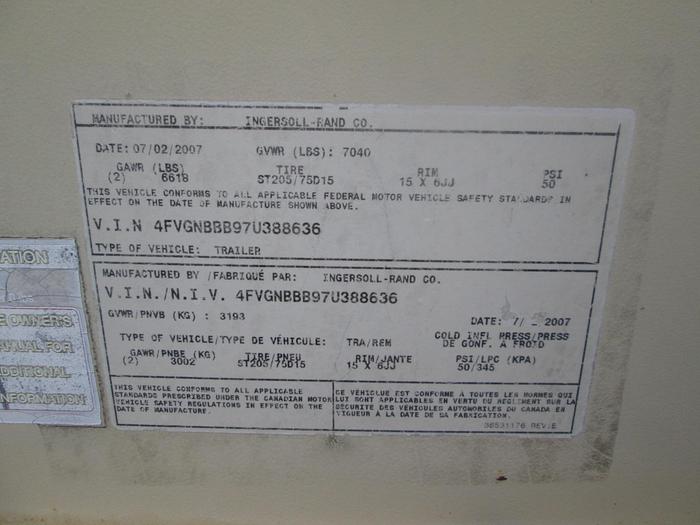 MANUFACTURED BY: INGERSOLL-RAND CO.
DATE: 07/02/2007 GVWR (LBS): 7040
GAWR (LBS) TIRE RIM PSI
(2) 6618 ST205/75D15 15 X 6JJ 50
THIS VEHICLE CONFORMS TO ALL APPLICABLE FEDERAL MOTOR VEHICLE SAFETY STANDARDS IN
EFFECT ON THE DATE OF MANUFACTURE SHOWN ABOVE.
V.I.N 4FVGNBBB97U388636
TYPE OF VEHICLE: TRAILER
MANUFACTURED BY /FABRIQUÉ PAR: INGERSOLL-RAND CO.
V.I.N./N.I.V. 4FVGNBBB97U388636
GVWR/PNVB (KG) : 3193 DATE: 7/ 2 2007
TYPE OF VEHICLE/TYPE DE VÉHICULE: TRA/REM COLD INFL PRESS/PRESS
DE GONF. A FROID
GAWR/PNBE (KG) TIRE/PNEU RIM/JANTE PSI/LPC (KPA)
(2) 3002 ST205/75D15 15 X 6JJ 50/345
THIS VEHICLE CONFORMS TO ALL APPLICABLE
STANDARDS PRESCRIBED UNDER THE CANADIAN MOTOR
VEHICLE SAFETY REGULATIONS IN EFFECT ON THE
DATE OF MANUFACTURE.
CE VÉHICLUE EST CONFORME À TOUTES LES NORMES QUI
LUI SONT APPLICABLES EN VERTU DU RÈGLEMENT SUR LA
SÉCURITÉ DES VÉHICULES AUTOMOBILES DU CANADA EN
VIGUEUR À LA DATE DE SA FABRICATION.
36531176 REV:E
ATION
E OWNER'S
ANUAL FOR
DDITIONAL
INFORMATION